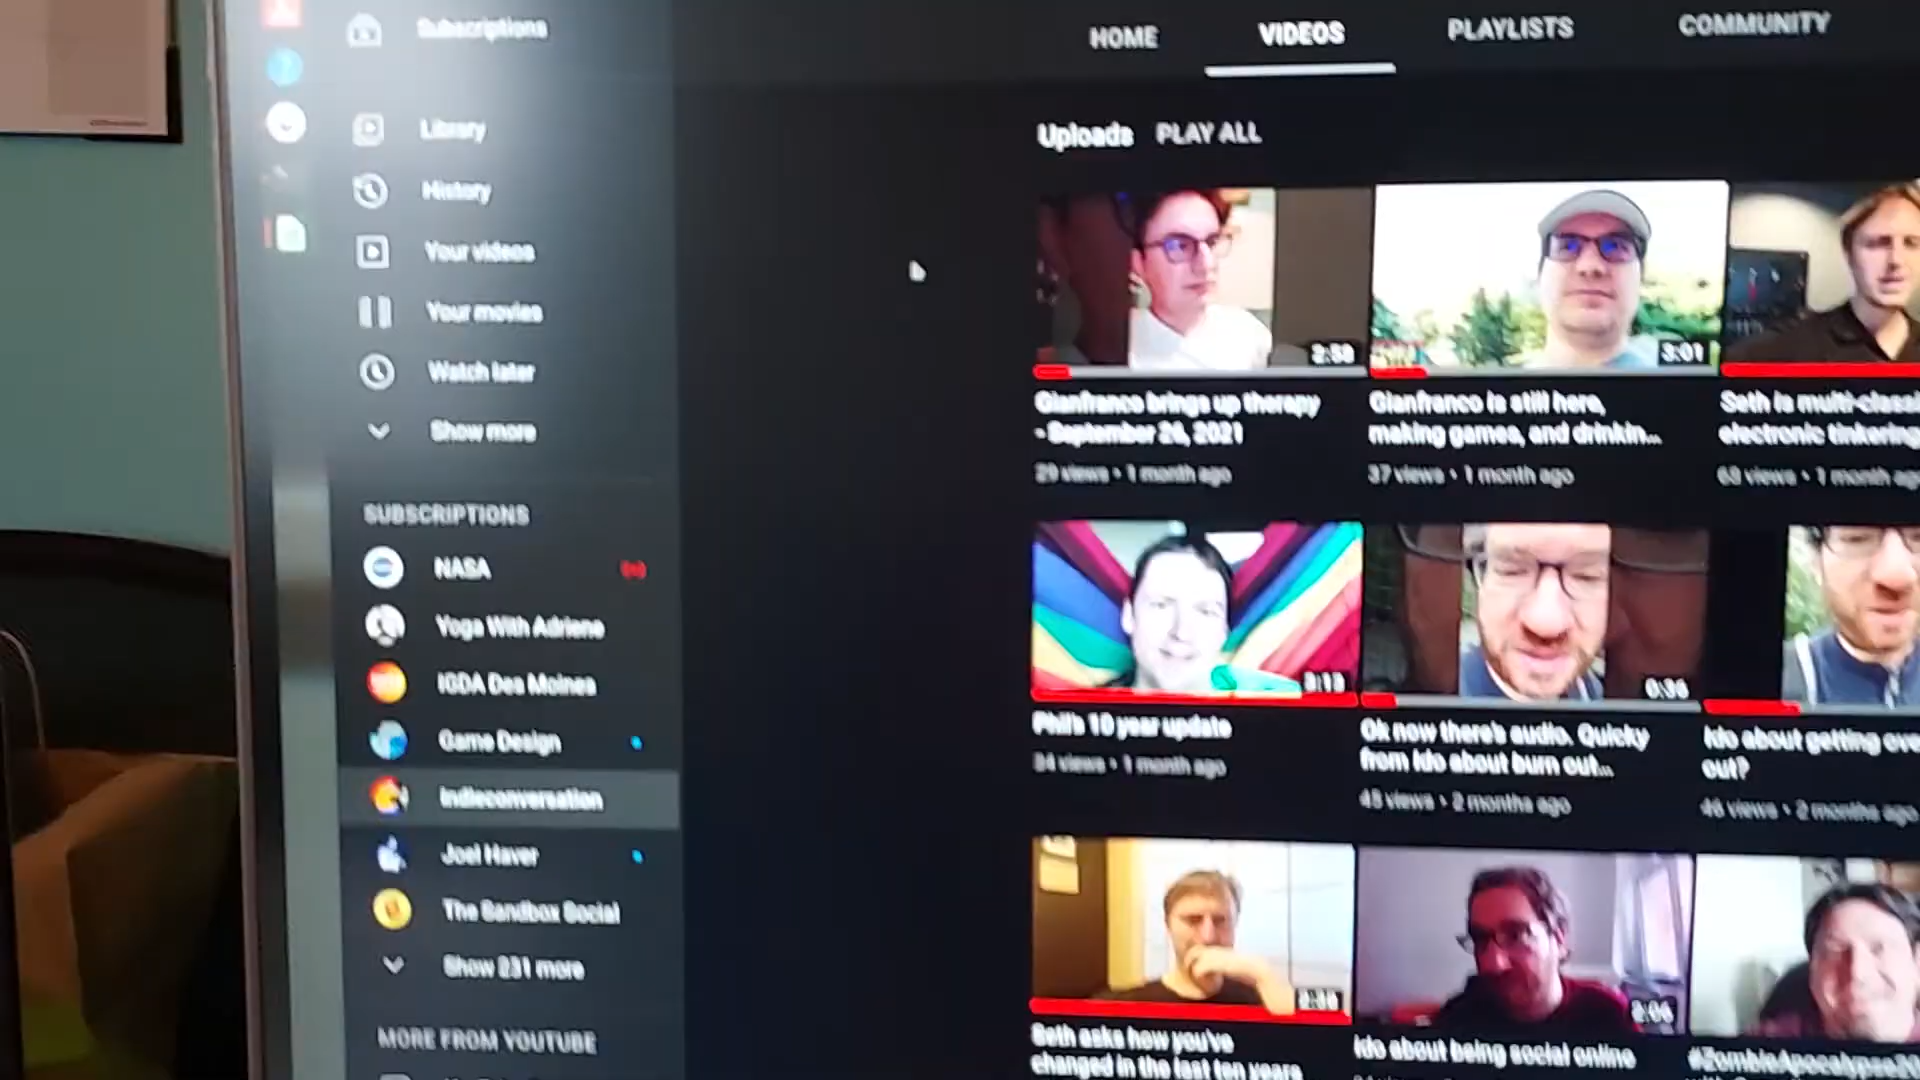 Subscriptions
HOME
VIDEOS
PLAYLISTS
COMMUNITY
Library
History
Your videos
Your movies
Watch later
Show more
SUBSCRIPTIONS
NASA
Yoga With Adriene
IGDA Des Moines
Game Design
Indieconversation
Joel Haver
The Sandbox Social
Show 231 more
MORE FROM YOUTUBE
Uploads PLAY ALL
2:58
Gianfranco brings up therapy
- September 26, 2021
29 views • 1 month ago
3:01
Gianfranco is still here,
making games, and drinkin...
37 views • 1 month ago
Seth is multi-classi
electronic tinkering
68 views • 1 month ago
3:13
Phil's 10 year update
34 views • 1 month ago
0:36
Ok now there's audio. Quicky
from Ido about burn out...
45 views • 2 months ago
Ido about getting ove
out?
46 views • 2 months ago
Seth asks how you've
changed in the last ten years
2:06
Ido about being social online
#ZombieApocalypse20